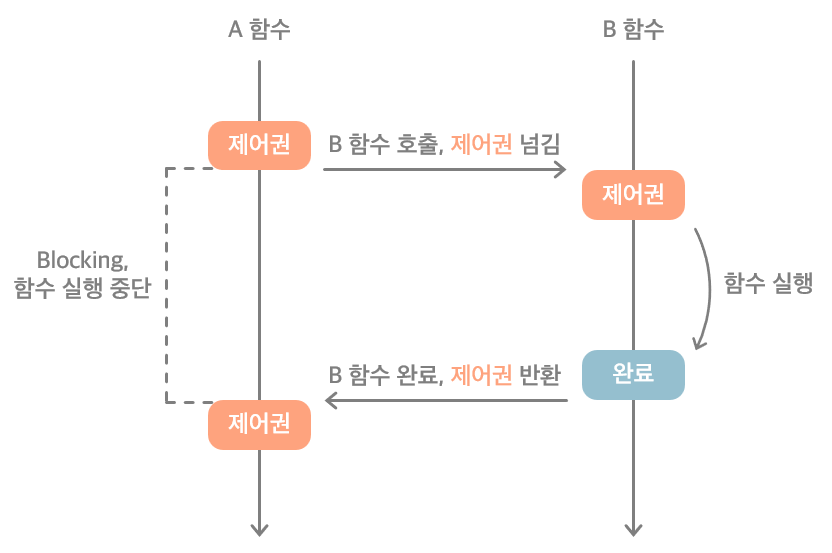 A 함수
B 함수
제어권
B 함수 호출, 제어권 넘김
제어권
Blocking,
함수 실행 중단
함수 실행
B 함수 완료, 제어권 반환
완료
제어권